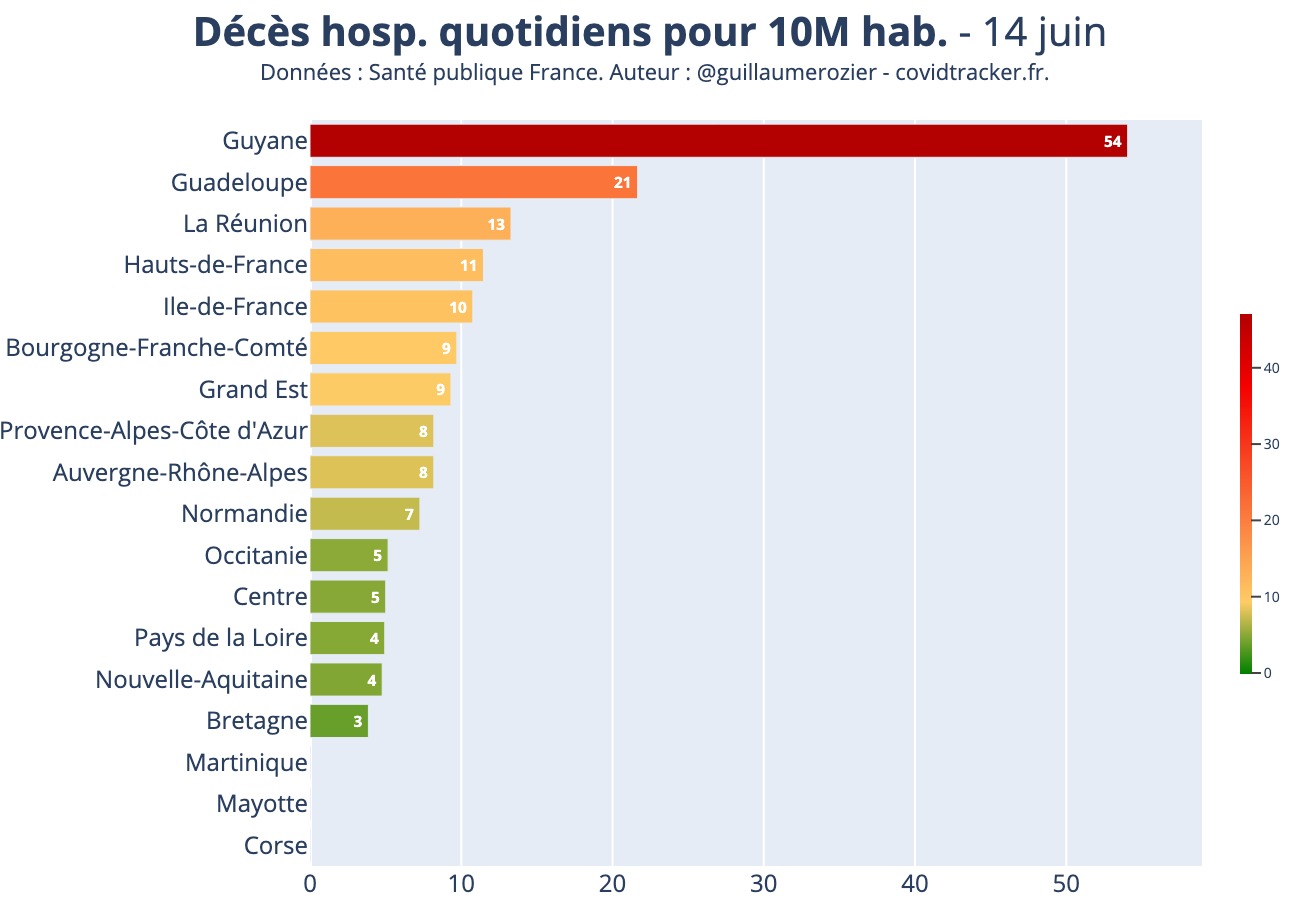 Décès hosp. quotidiens pour 10M hab. - 14 juin
Données : Santé publique France. Auteur : @guillaumerozier - covidtracker.fr.
Guyane 54
Guadeloupe 21
La Réunion 13
Hauts-de-France 11
Ile-de-France 10
Bourgogne-Franche-Comté 9
Grand Est 9
Provence-Alpes-Côte d'Azur 8
Auvergne-Rhône-Alpes 8
Normandie 7
Occitanie 5
Centre 5
Pays de la Loire 4
Nouvelle-Aquitaine 4
Bretagne 3
Martinique
Mayotte
Corse
0 10 20 30 40 50
40
30
20
10
0